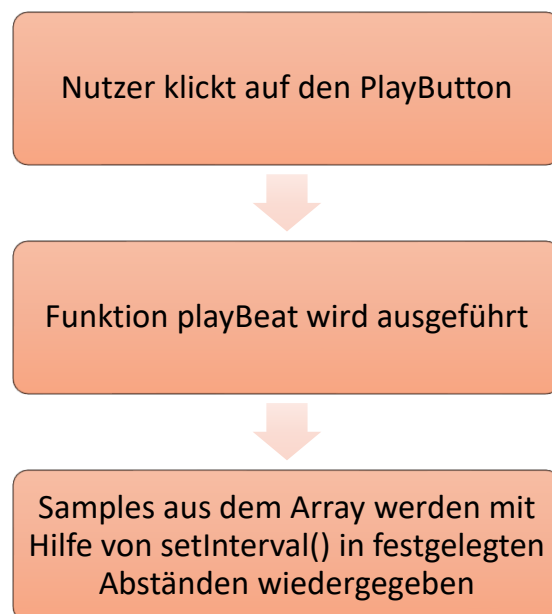 Nutzer klickt auf den PlayButton
Funktion playBeat wird ausgeführt
Samples aus dem Array werden mit
Hilfe von setInterval() in festgelegten
Abständen wiedergegeben